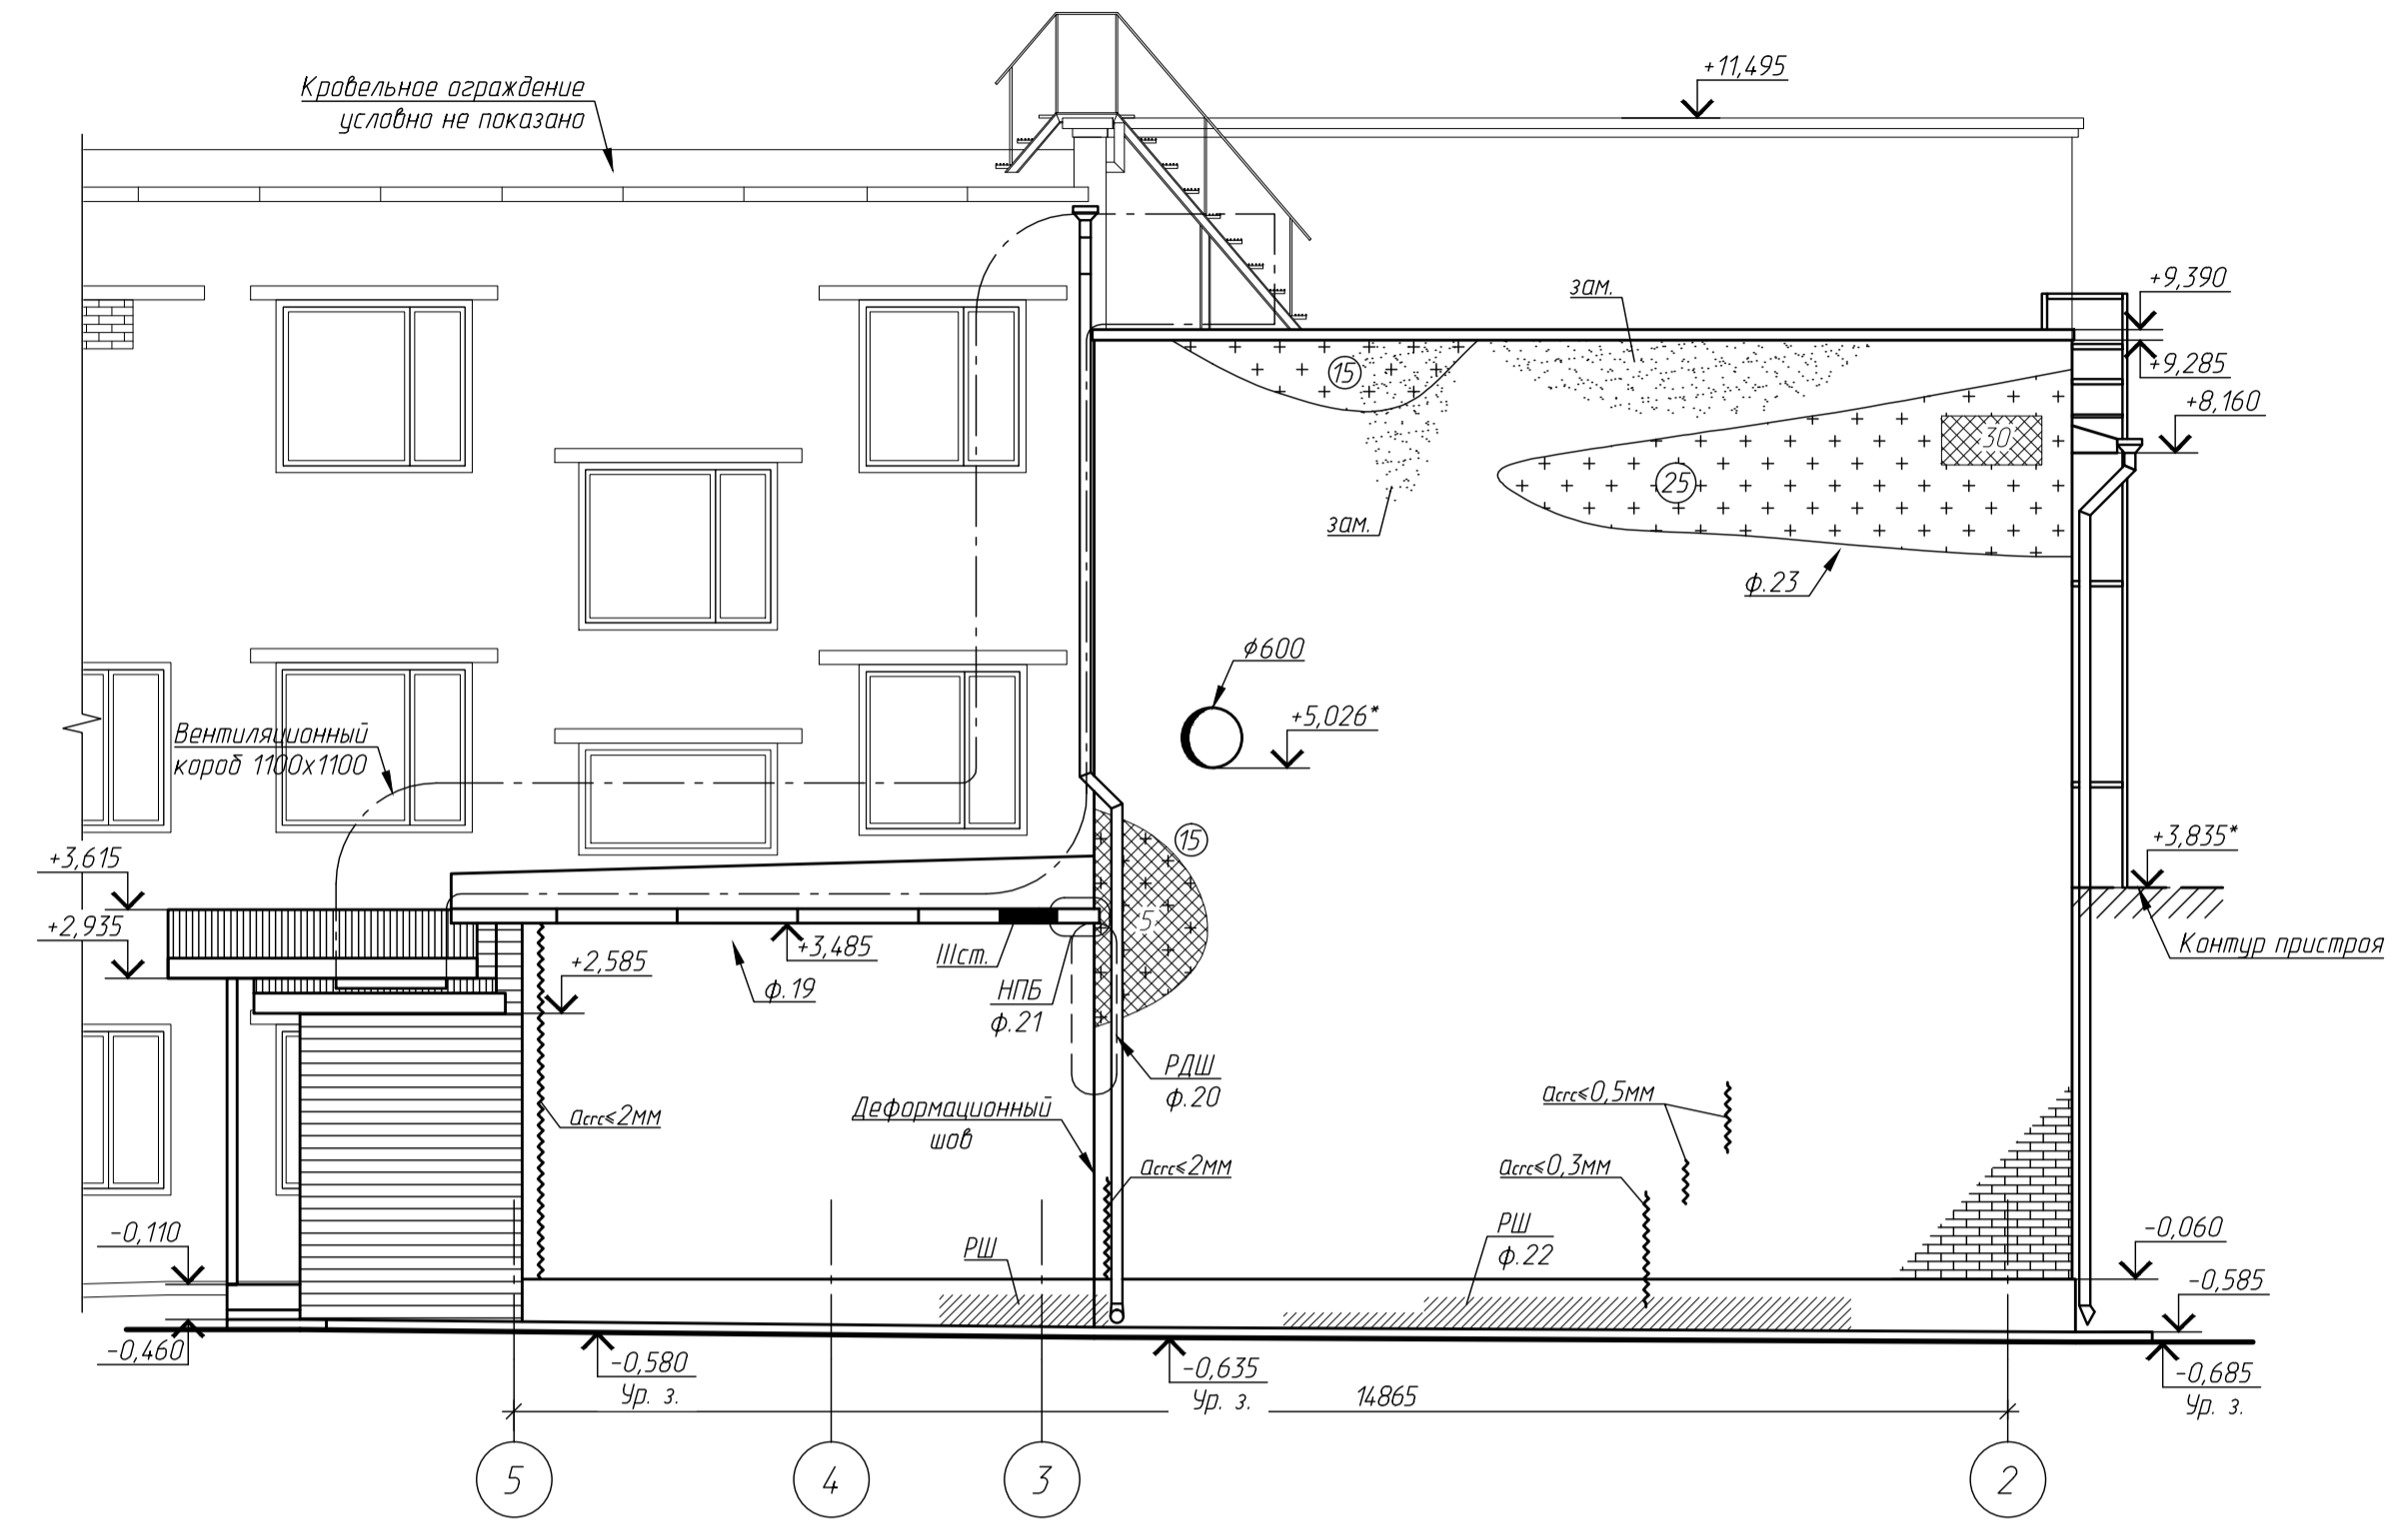 +11,495
Кровельное ограждение
условно не показано
+9,390
зам.
+9,285
15
+8,160
30
25
зам.
ф.23
ϕ600
+5,026*
Вентиляционный
короб 1100х1100
+3,835*
15
+3,615
+2,935
5
Контур пристроя
+3,485
IIIст.
+2,585
ф.19
НПБ
ф.21
РДШ
ф.20
acrc≤0,5мм
acrc≤2мм
Деформационный
шов
acrc≤2мм
acrc≤0,3мм
-0,110
РШ
РШ
ф.22
-0,060
-0,585
-0,460
-0,580
Ур. з.
-0,635
Ур. з.
14865
-0,685
Ур. з.
5
4
3
2